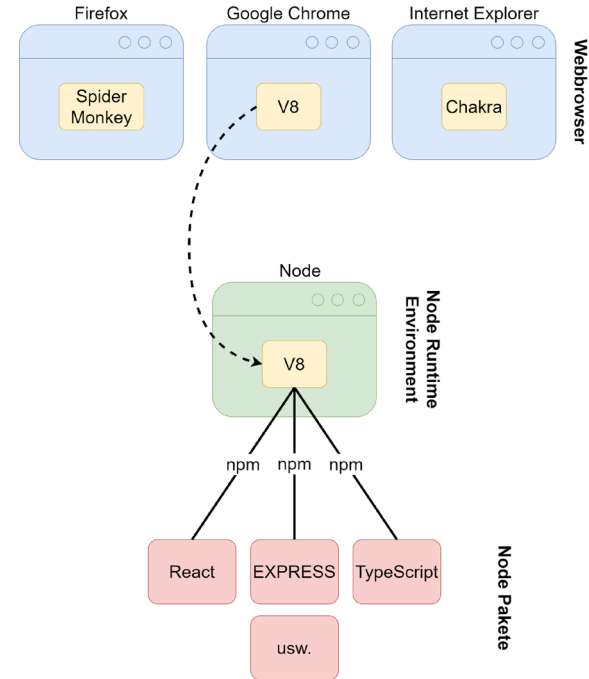 Firefox
Google Chrome
Internet Explorer
Spider
Monkey
V8
Chakra
Webbrowser
Node
V8
Node Runtime
Environment
npm
npm
npm
React
EXPRESS
TypeScript
usw.
Node Pakete